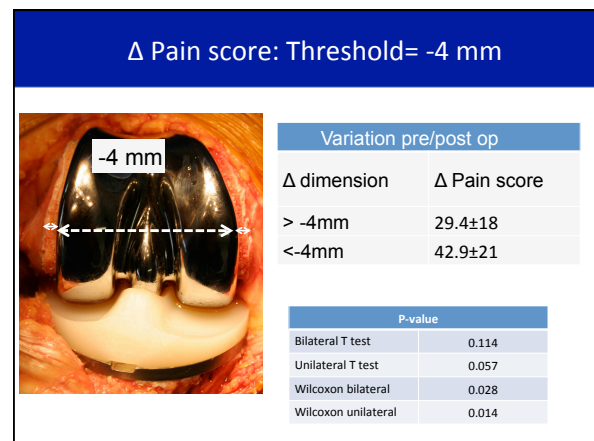 Δ Pain score: Threshold= -4 mm
-4 mm
Variation pre/post op
Δ dimension Δ Pain score
> -4mm 29.4±18
<-4mm 42.9±21
P-value
Bilateral T test 0.114
Unilateral T test 0.057
Wilcoxon bilateral 0.028
Wilcoxon unilateral 0.014